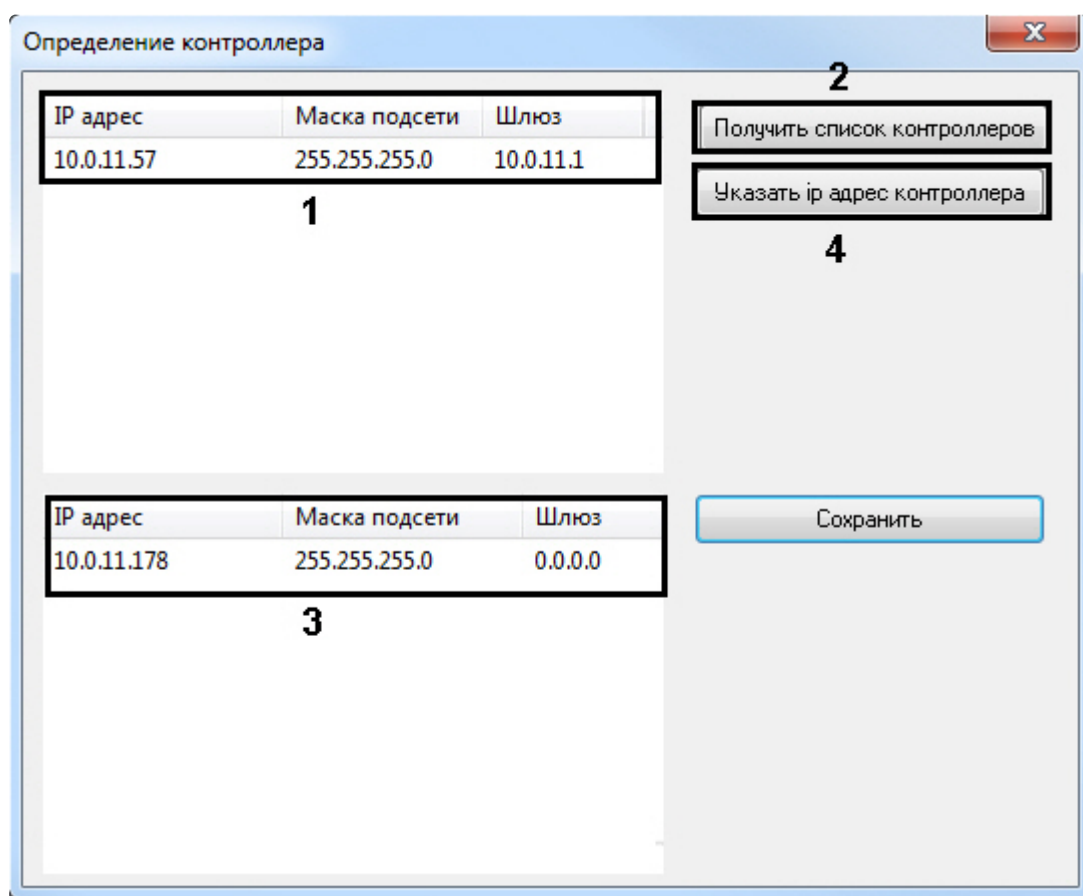 Определение контроллера
2
IP адрес Маска подсети Шлюз
10.0.11.57 255.255.255.0 10.0.11.1
1
Получить список контроллеров
Указать ip адрес контроллера
4
IP адрес Маска подсети Шлюз
10.0.11.178 255.255.255.0 0.0.0.0
3
Сохранить